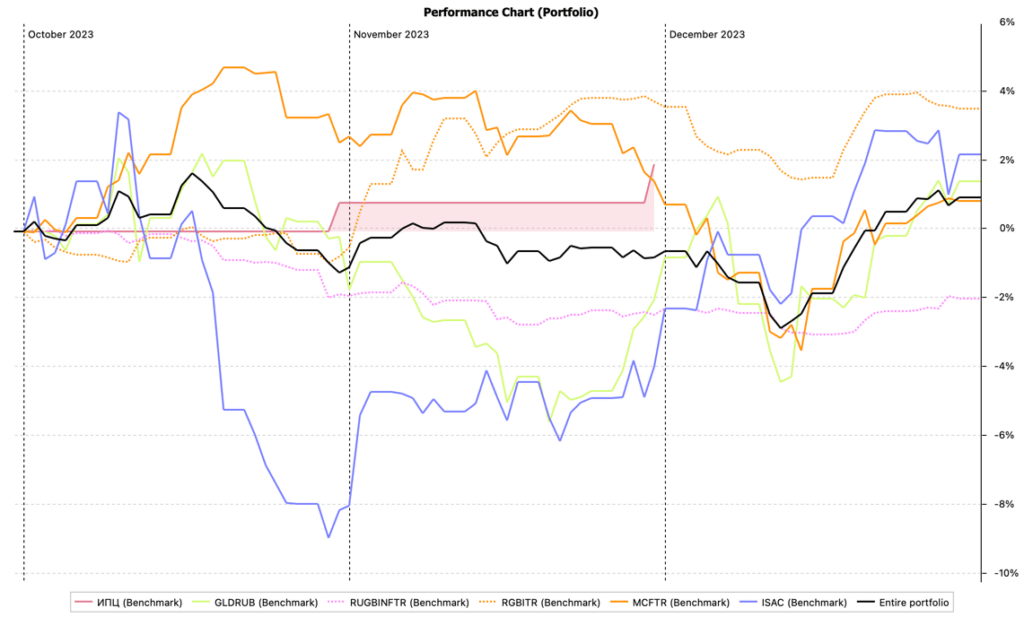 Performance Chart (Portfolio)
October 2023
November 2023
December 2023
6%
4%
2%
0%
-2%
-4%
-6%
-8%
-10%
ИПЦ (Benchmark) GLDRUB (Benchmark) RUGBINFTR (Benchmark) RGBITR (Benchmark) MCFTR (Benchmark) ISAC (Benchmark) Entire portfolio